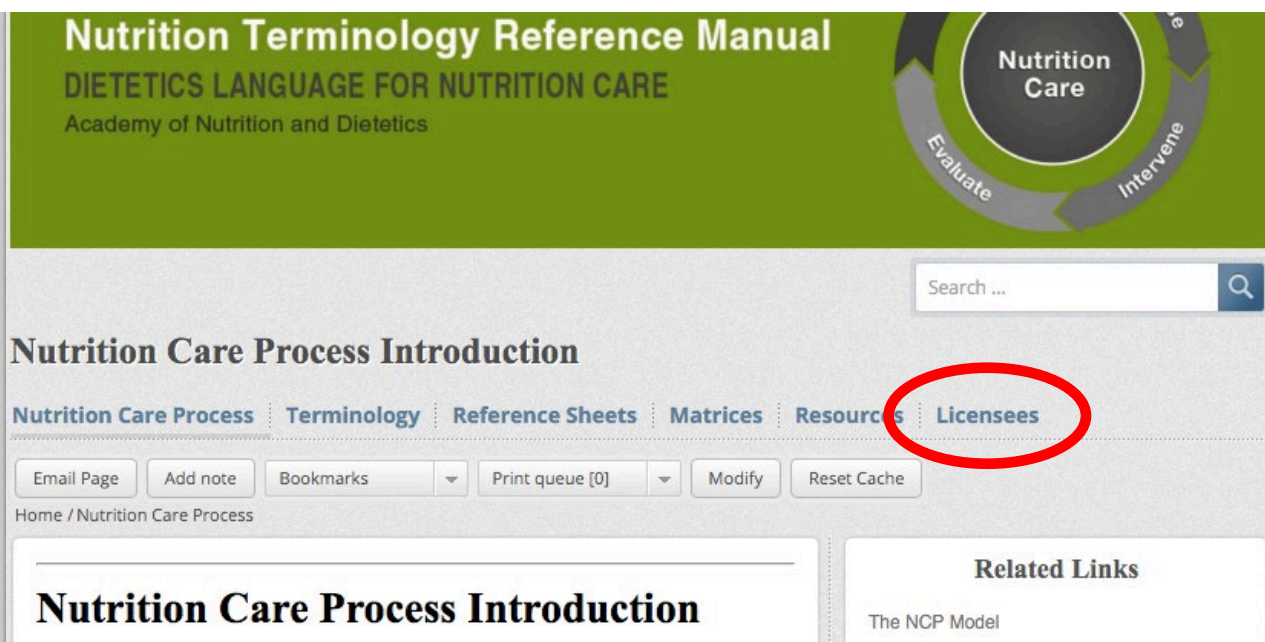 Nutrition Terminology Reference Manual
DIETETICS LANGUAGE FOR NUTRITION CARE
Academy of Nutrition and Dietetics
Nutrition
Care
Intervene
Evaluate
Search ...
Nutrition Care Process Introduction
Nutrition Care Process Terminology Reference Sheets Matrices Resources Licensees
Email Page Add note Bookmarks Print queue [0] Modify Reset Cache
Home / Nutrition Care Process
Nutrition Care Process Introduction
Related Links
The NCP Model